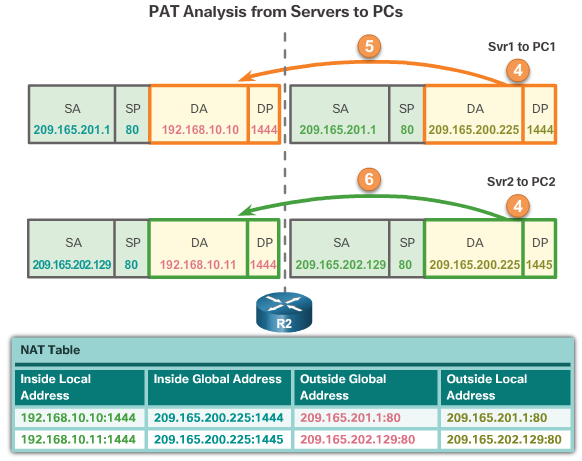 PAT Analysis from Servers to PCs
5
Svr1 to PC1
4
SA SP DA DP SA SP DA DP
209.165.201.1 80 192.168.10.10 1444 209.165.201.1 80 209.165.200.225 1444
6
Svr2 to PC2
4
SA SP DA DP SA SP DA DP
209.165.202.129 80 192.168.10.11 1444 209.165.202.129 80 209.165.200.225 1445
R2
NAT Table
Inside Local Address Inside Global Address Outside Global Address Outside Local Address
192.168.10.10:1444 209.165.200.225:1444 209.165.201.1:80 209.165.201.1:80
192.168.10.11:1444 209.165.200.225:1445 209.165.202.129:80 209.165.202.129:80